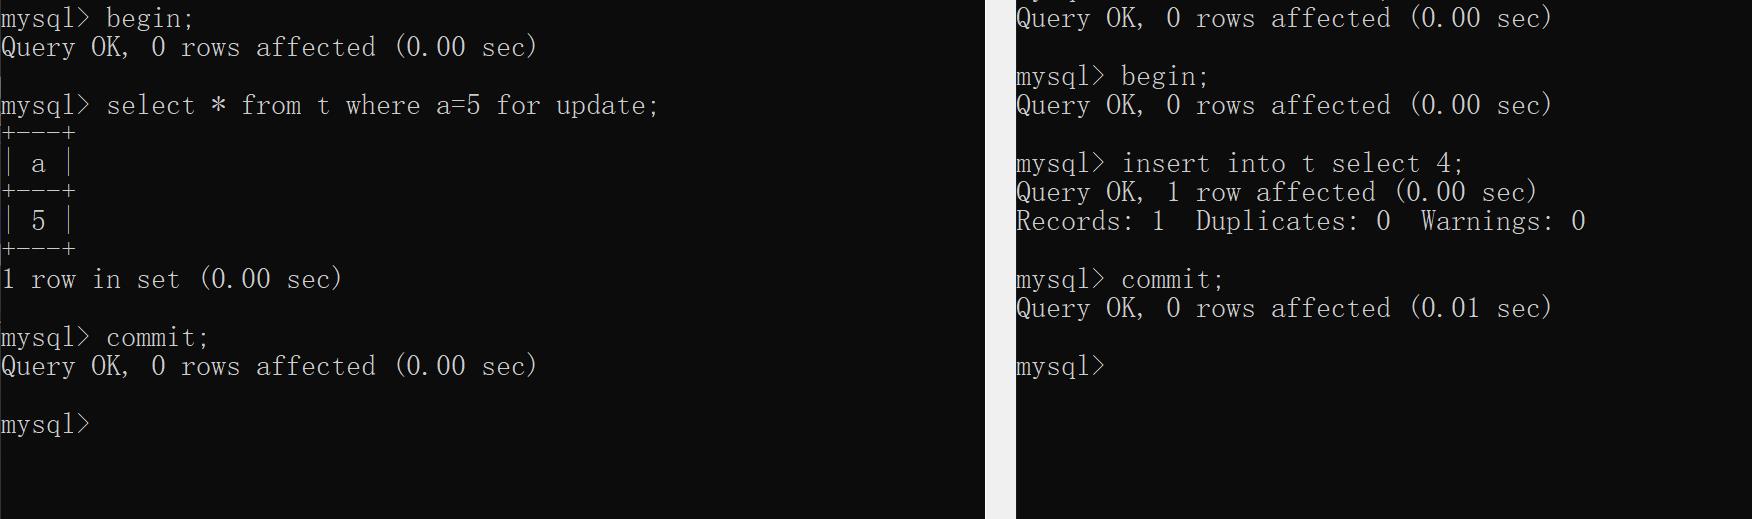 mysql> begin;
Query OK, 0 rows affected (0.00 sec)
mysql> select * from t where a=5 for update;
+---+
| a |
+---+
| 5 |
+---+
1 row in set (0.00 sec)
mysql> commit;
Query OK, 0 rows affected (0.00 sec)
mysql>
Query OK, 0 rows affected (0.00 sec)
mysql> begin;
Query OK, 0 rows affected (0.00 sec)
mysql> insert into t select 4;
Query OK, 1 row affected (0.00 sec)
Records: 1  Duplicates: 0  Warnings: 0
mysql> commit;
Query OK, 0 rows affected (0.01 sec)
mysql>